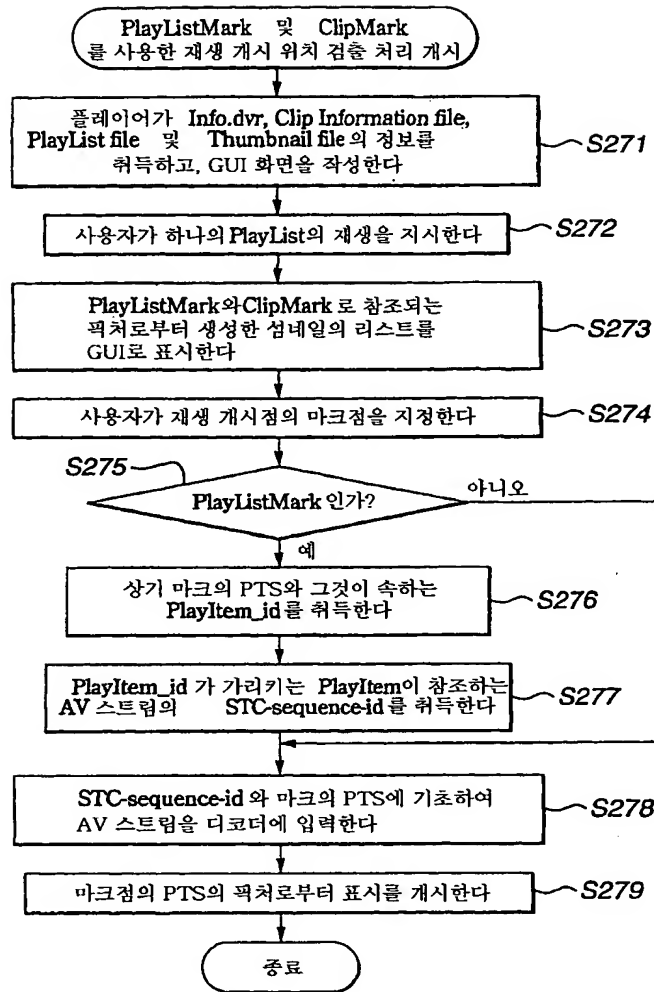 PlayListMark 및 ClipMark
를 사용한 재생 개시 위치 검출 처리 개시
플레이어가 Info.dvr, Clip Information file,
PlayList file 및 Thumbnail file 의 정보를
취득하고, GUI 화면을 작성한다
S271
사용자가 하나의 PlayList의 재생을 지시한다
S272
PlayListMark와ClipMark 로 참조되는
픽처로부터 생성한 섬네일의 리스트를
GUI로 표시한다
S273
사용자가 재생 개시점의 마크점을 지정한다
S274
S275
PlayListMark 인가?
아니오
예
상기 마크의 PTS와 그것이 속하는
PlayItem_id 를 취득한다
S276
PlayItem_id 가 가리키는 PlayItem이 참조하는
AV 스트림의 STC-sequence-id를 취득한다
S277
STC-sequence-id 와 마크의 PTS에 기초하여
AV 스트림을 디코더에 입력한다
S278
마크점의 PTS의 픽처로부터 표시를 개시한다
S279
종료